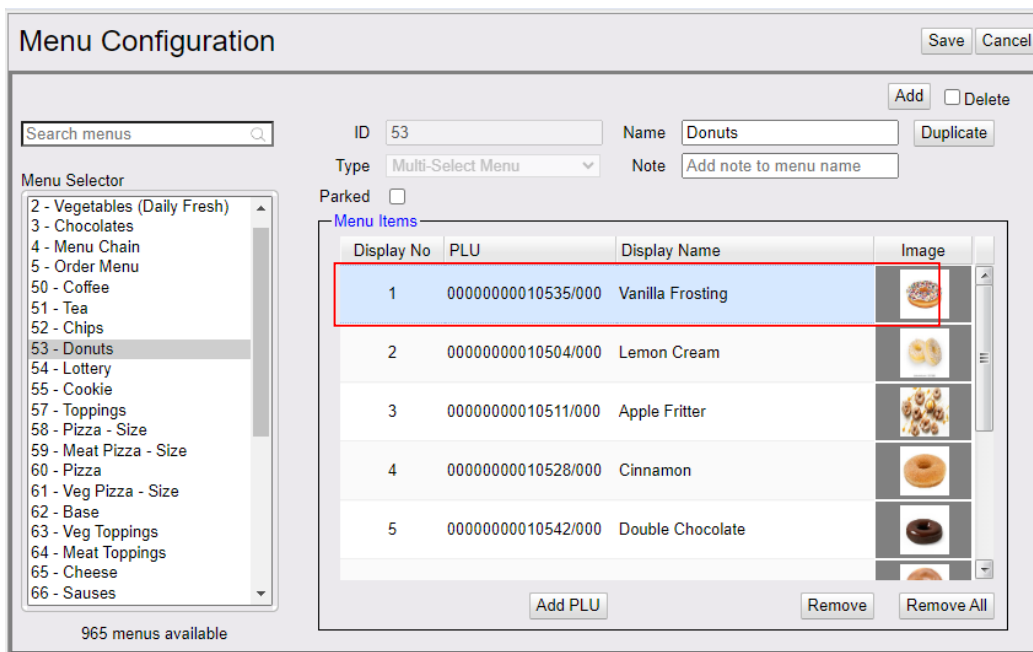 Menu Configuration
Save Cancel
Add Delete
Search menus
ID 53 Name Donuts Duplicate
Type Multi-Select Menu Note Add note to menu name
Parked
Menu Selector
2 - Vegetables (Daily Fresh)
3 - Chocolates
4 - Menu Chain
5 - Order Menu
50 - Coffee
51 - Tea
52 - Chips
53 - Donuts
54 - Lottery
55 - Cookie
57 - Toppings
58 - Pizza - Size
59 - Meat Pizza - Size
60 - Pizza
61 - Veg Pizza - Size
62 - Base
63 - Veg Toppings
64 - Meat Toppings
65 - Cheese
66 - Sauses
965 menus available
Menu Items
Display No PLU Display Name Image
1 00000000010535/000 Vanilla Frosting
2 00000000010504/000 Lemon Cream
3 00000000010511/000 Apple Fritter
4 00000000010528/000 Cinnamon
5 00000000010542/000 Double Chocolate
Add PLU Remove Remove All